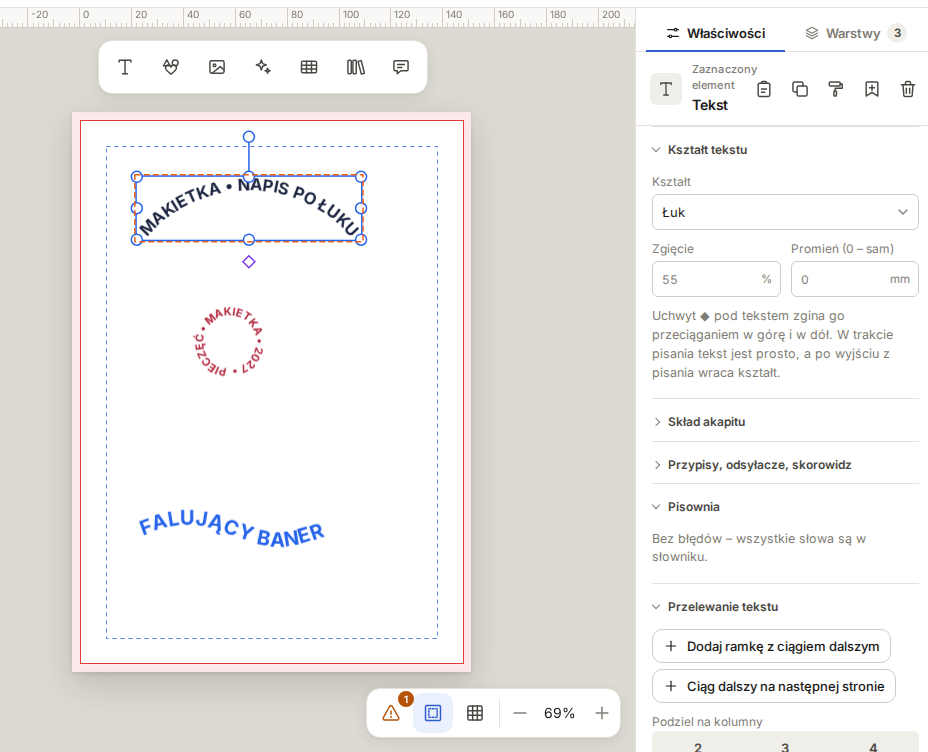 -20 0 20 40 60 80 100 120 140 160 180 200
Właściwości
Warstwy 3
Zaznaczony element
Tekst
Kształt tekstu
Kształt
Łuk
Zgięcie
Promień (0 – sam)
55 %
0 mm
Uchwyt ◆ pod tekstem zgina go
przeciąganiem w górę i w dół. W trakcie
pisania tekst jest prosto, a po wyjściu z
pisania wraca kształt.
Skład akapitu
Przypisy, odsyłacze, skorowidz
Pisownia
Bez błędów – wszystkie słowa są w
słowniku.
Przelewanie tekstu
Dodaj ramkę z ciągiem dalszym
Ciąg dalszy na następnej stronie
Podziel na kolumny
2 3 4
MAKIETKA • NAPIS PO ŁUKU
MAKIETKA • 2027 • PIECZĘĆ •
FALUJĄCY BANER
1
69%